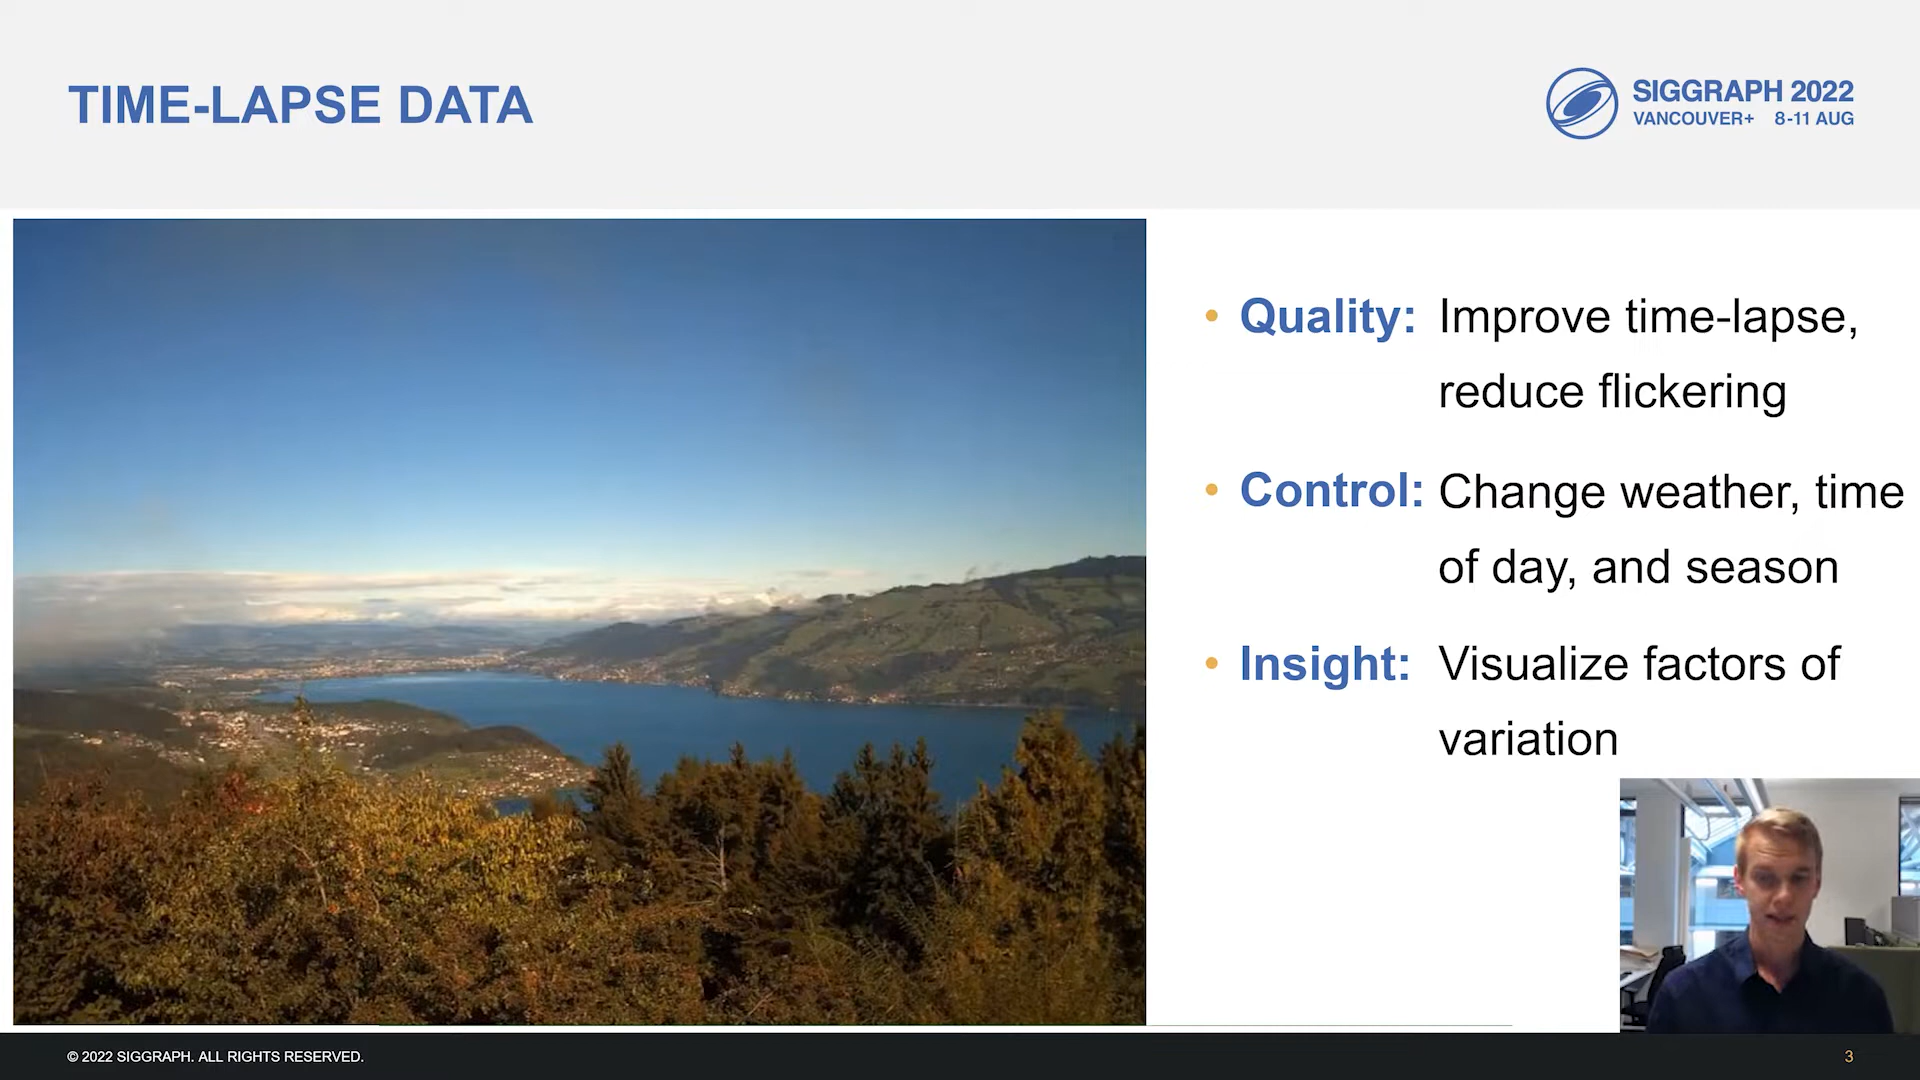 TIME-LAPSE DATA
SIGGRAPH 2022
VANCOUVER+ 8-11 AUG
• Quality: Improve time-lapse,
reduce flickering
• Control: Change weather, time
of day, and season
• Insight: Visualize factors of
variation
© 2022 SIGGRAPH. ALL RIGHTS RESERVED.
3